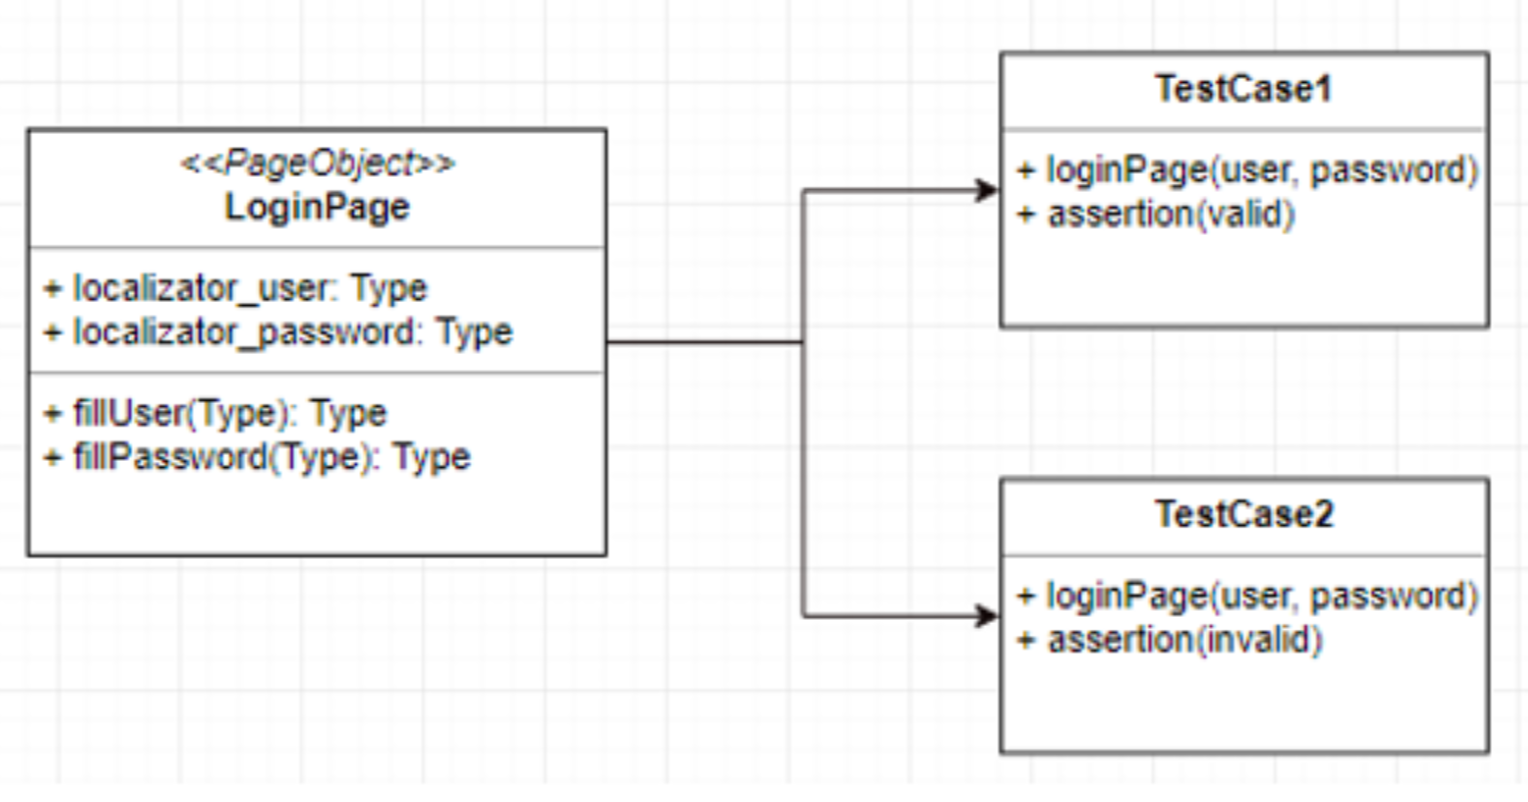 <<PageObject>>
LoginPage
+ localizator_user: Type
+ localizator_password: Type
+ fillUser(Type): Type
+ fillPassword(Type): Type
TestCase1
+ loginPage(user, password)
+ assertion(valid)
TestCase2
+ loginPage(user, password)
+ assertion(invalid)